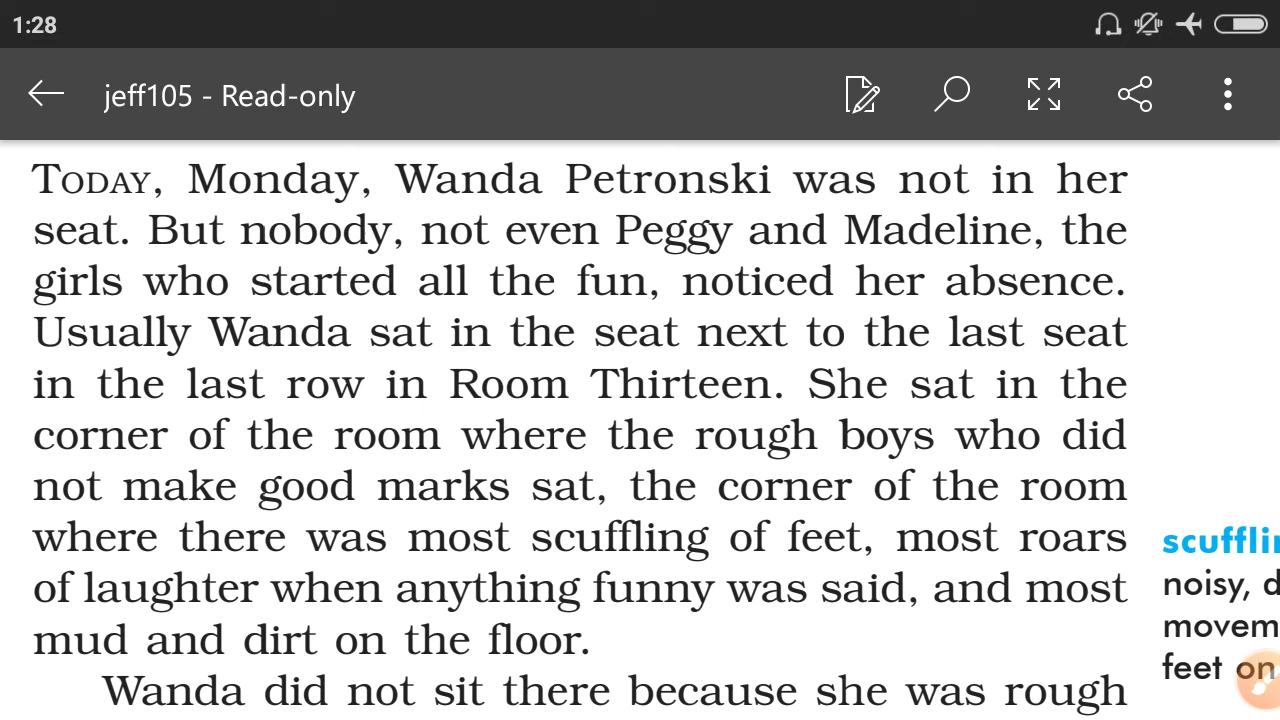 1:28
jeff105 - Read-only
TODAY, Monday, Wanda Petronski was not in her
seat. But nobody, not even Peggy and Madeline, the
girls who started all the fun, noticed her absence.
Usually Wanda sat in the seat next to the last seat
in the last row in Room Thirteen. She sat in the
corner of the room where the rough boys who did
not make good marks sat, the corner of the room
where there was most scuffling of feet, most roars
of laughter when anything funny was said, and most
mud and dirt on the floor.
Wanda did not sit there because she was rough
noisy,
feet on